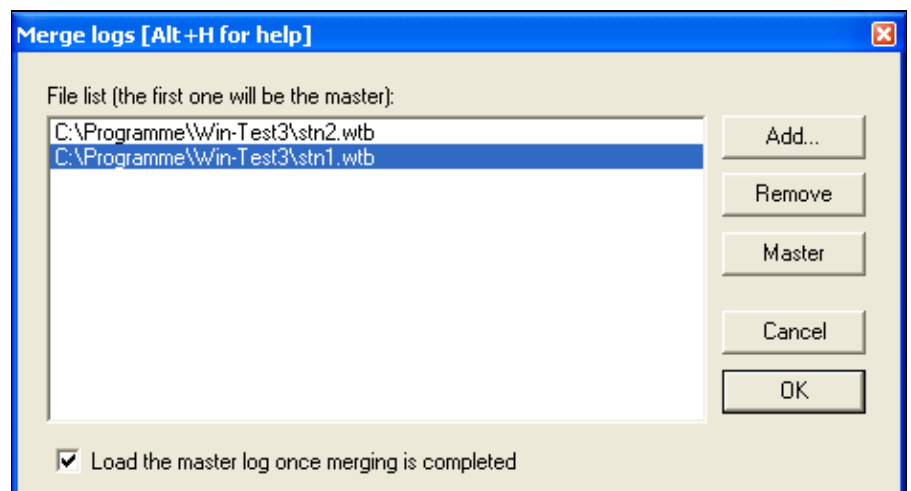 Merge logs [Alt+H for help]
File list (the first one will be the master):
C:\Programme\Win-Test3\stn2.wtb
C:\Programme\Win-Test3\stn1.wtb
Add...
Remove
Master
Cancel
OK
Load the master log once merging is completed